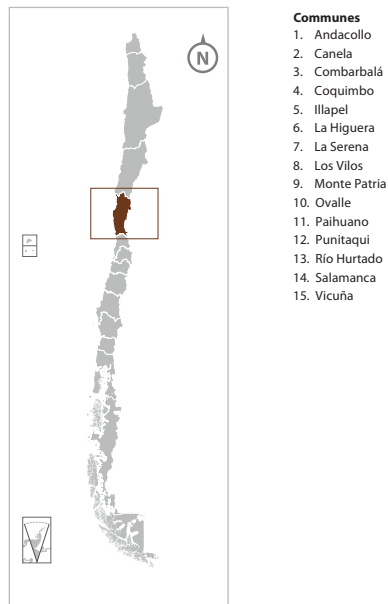 N
Communes
1. Andacollo
2. Canela
3. Combarbalá
4. Coquimbo
5. Illapel
6. La Higuera
7. La Serena
8. Los Vilos
9. Monte Patria
10. Ovalle
11. Paihuano
12. Punitaqui
13. Río Hurtado
14. Salamanca
15. Vicuña